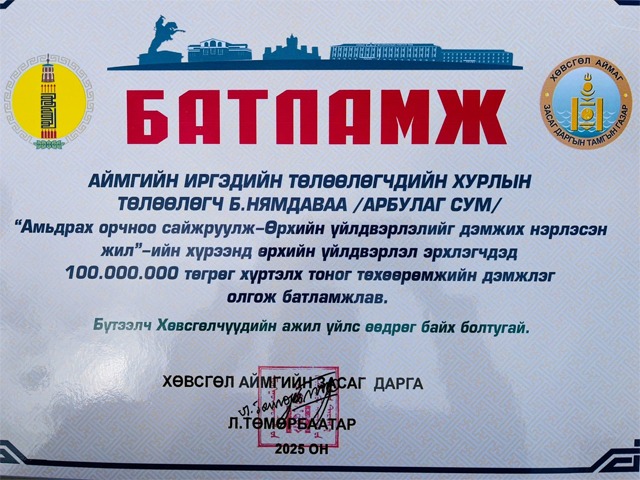 ХӨВСГӨЛ АЙМАГ
ЗАСАГ ДАРГЫН ТАМГЫН ГАЗАР
БАТЛАМЖ
АЙМГИЙН ИРГЭДИЙН ТӨЛӨӨЛӨГЧДИЙН ХУРЛЫН
ТӨЛӨӨЛӨГЧ Б.НЯМДАВАА /АРБУЛАГ СУМ/
“Амьдрах орчноо сайжруулж-Өрхийн үйлдвэрлэлийг дэмжих нэрлэсэн
жил”-ийн хүрээнд өрхийн үйлдвэрлэл эрхлэгчдэд
100.000.000 төгрөг хүртэлх тоног төхөөрөмжийн дэмжлэг
олгож батламжлав.
Бүтээлч Хөвсгөлчүүдийн ажил үйлс өөдрөг байх болтугай.
ХӨВСГӨЛ АЙМГИЙН ЗАСАГ ДАРГА
Л.ТӨМӨРБААТАР
2025 ОН